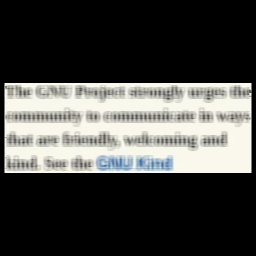 The GNU Project strongly urges the
community to communicate in ways
that are friendly, welcoming and
kind. See the GNU Kind